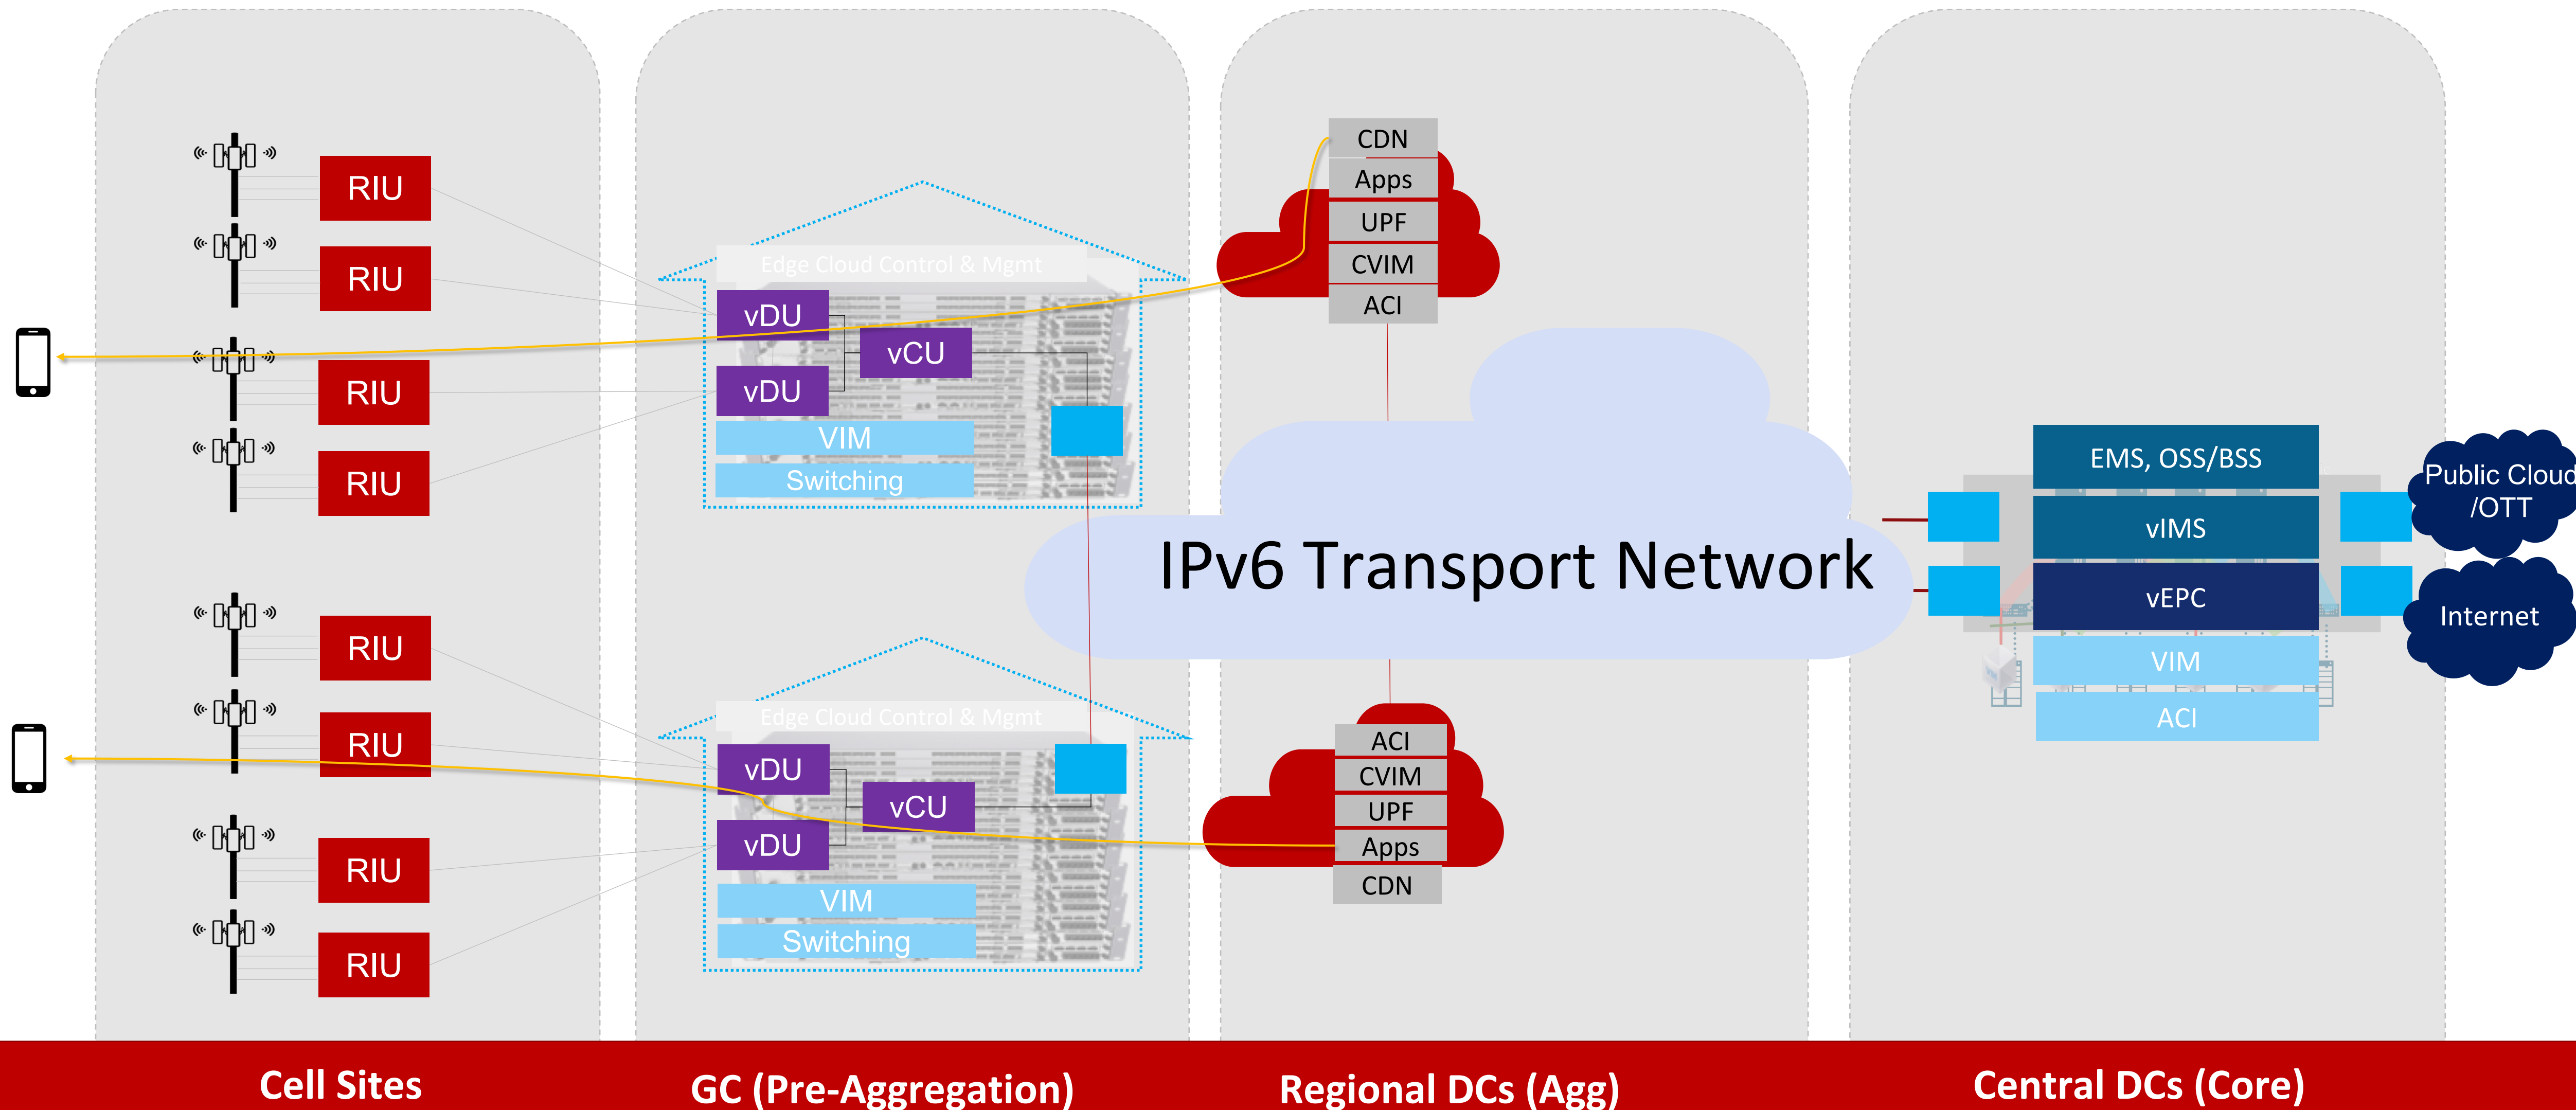 RIU
RIU
RIU
RIU
RIU
RIU
RIU
RIU
Edge Cloud Control & Mgmt
vDU
vCU
vDU
VIM
Switching
Edge Cloud Control & Mgmt
vDU
vCU
vDU
VIM
Switching
CDN
Apps
UPF
CVIM
ACI
IPv6 Transport Network
ACI
CVIM
UPF
Apps
CDN
EMS, OSS/BSS
vIMS
vEPC
VIM
ACI
Public Cloud
/OTT
Internet
Cell Sites
GC (Pre-Aggregation)
Regional DCs (Agg)
Central DCs (Core)